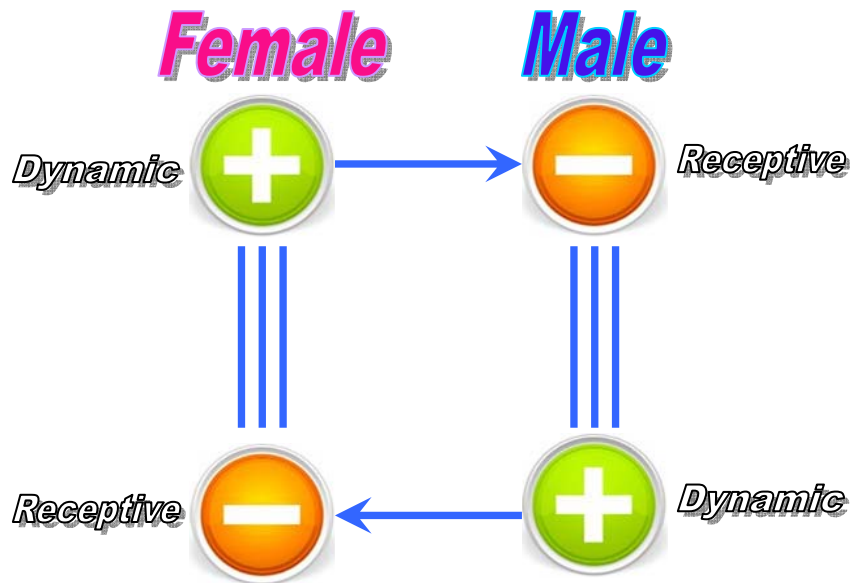 Female Male
Dynamic + − Receptive
Receptive − + Dynamic